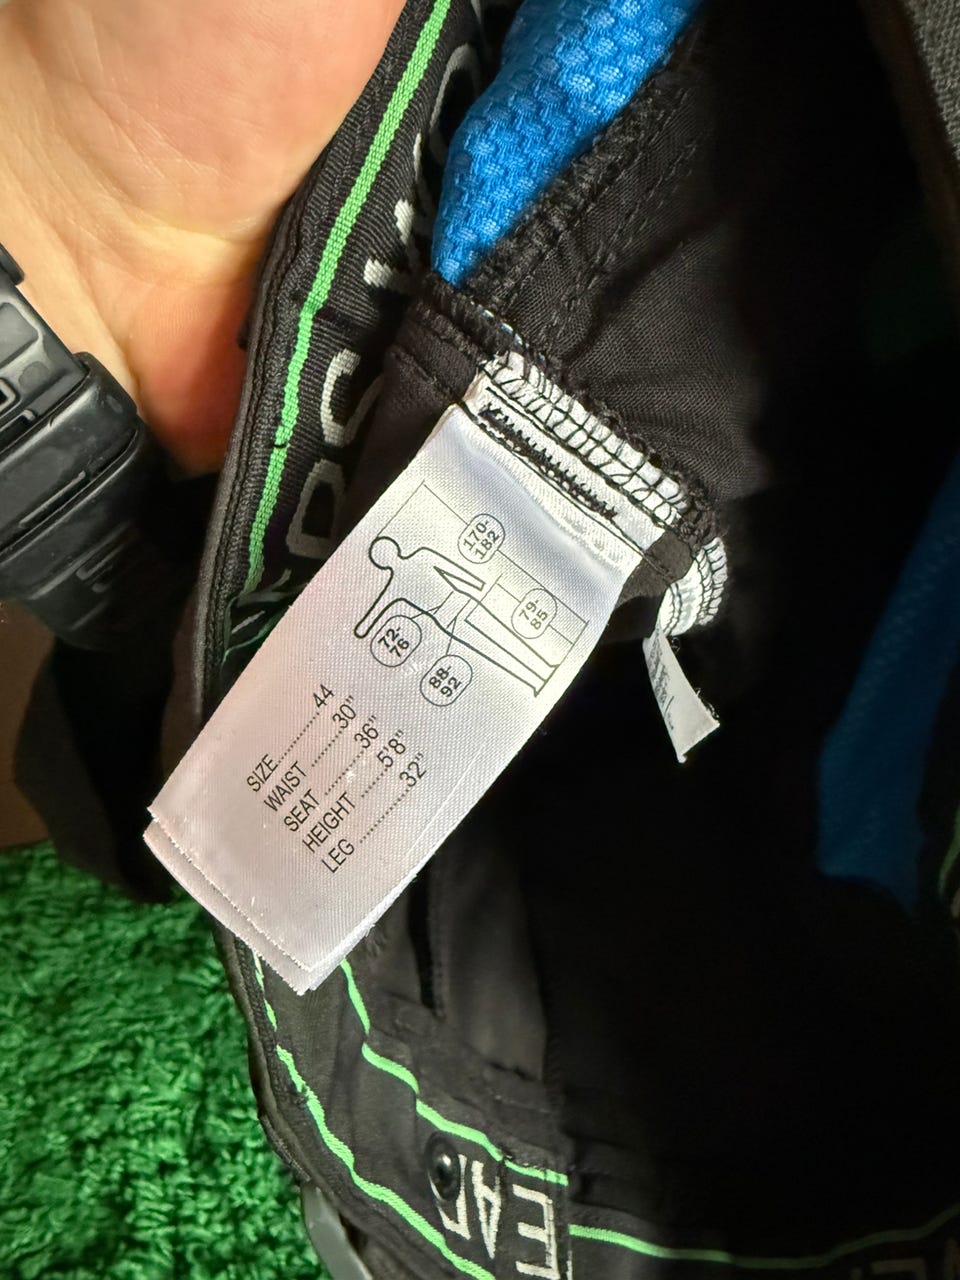 170-
182
79-
85
72-
76
88-
92
SIZE..............44
WAIST ............30"
SEAT ..............36"
HEIGHT .......5'8"
LEG ..............32"